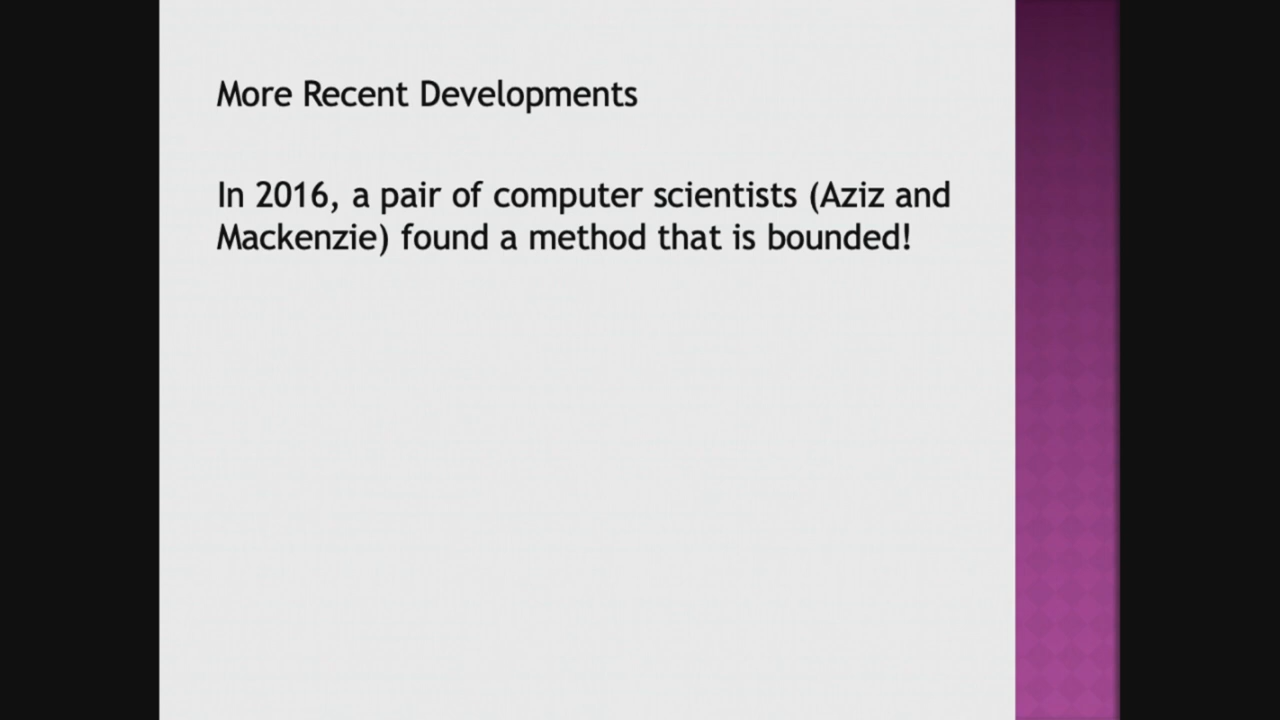 More Recent Developments
In 2016, a pair of computer scientists (Aziz and
Mackenzie) found a method that is bounded!